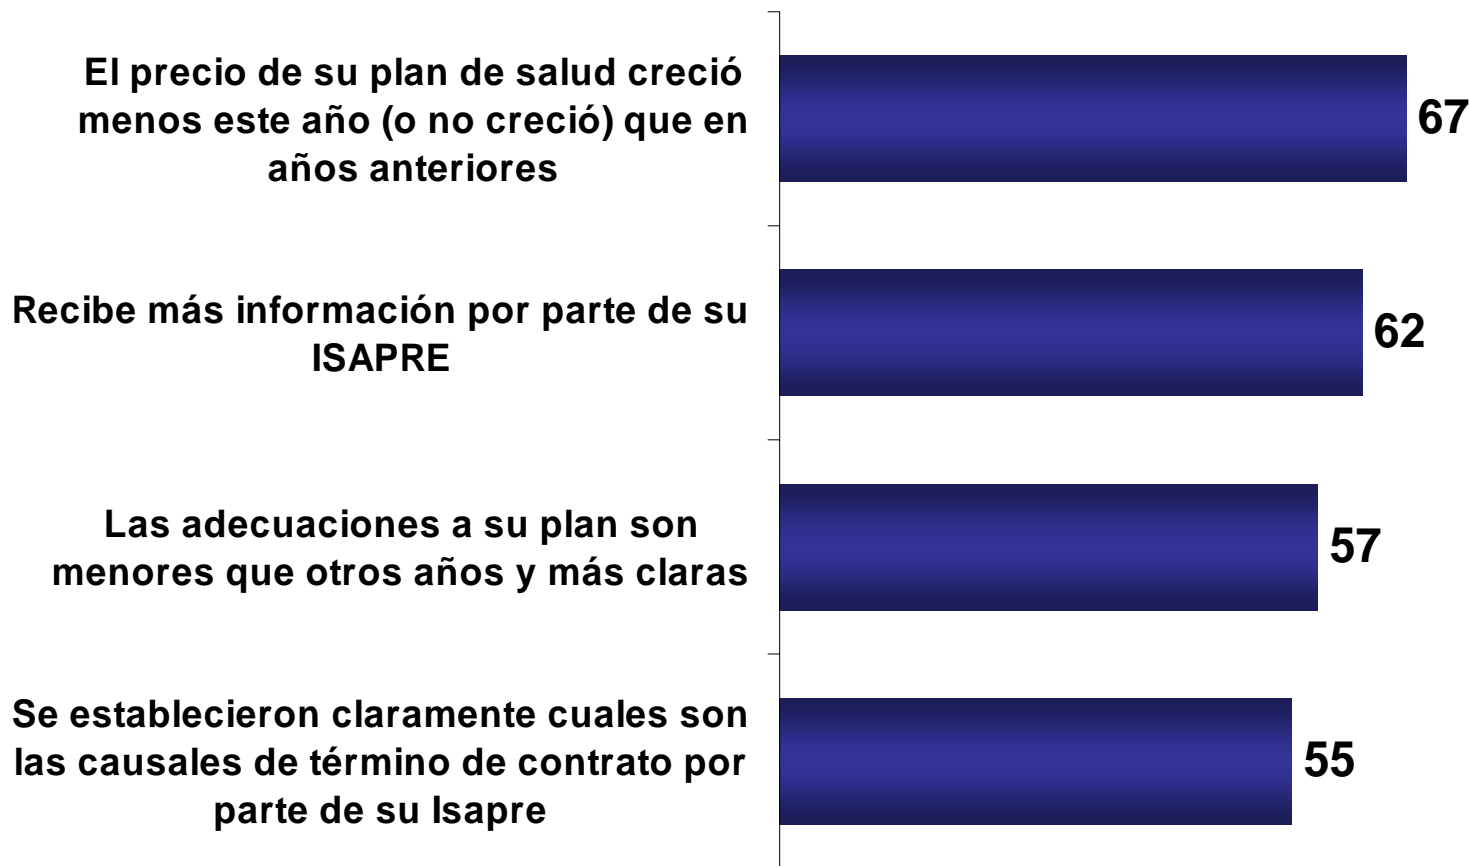 El precio de su plan de salud creció
menos este año (o no creció) que en
años anteriores
67
Recibe más información por parte de su
ISAPRE
62
Las adecuaciones a su plan son
menores que otros años y más claras
57
Se establecieron claramente cuales son
las causales de término de contrato por
parte de su Isapre
55